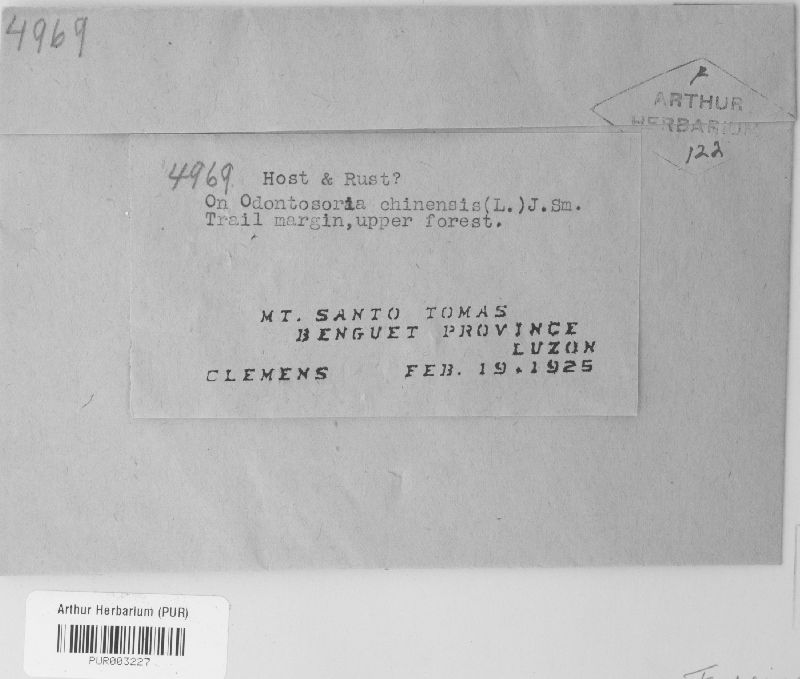 4969
P
ARTHUR
HERBARIUM
122
4969 Host & Rust?
On Odontosoria chinensis(L.)J.Sm.
Trail margin,upper forest.
MT. SANTO TOMAS
BENGUET PROVINCE
LUZON
CLEMENS FEB. 19.1925
Arthur Herbarium (PUR)
PUR003227